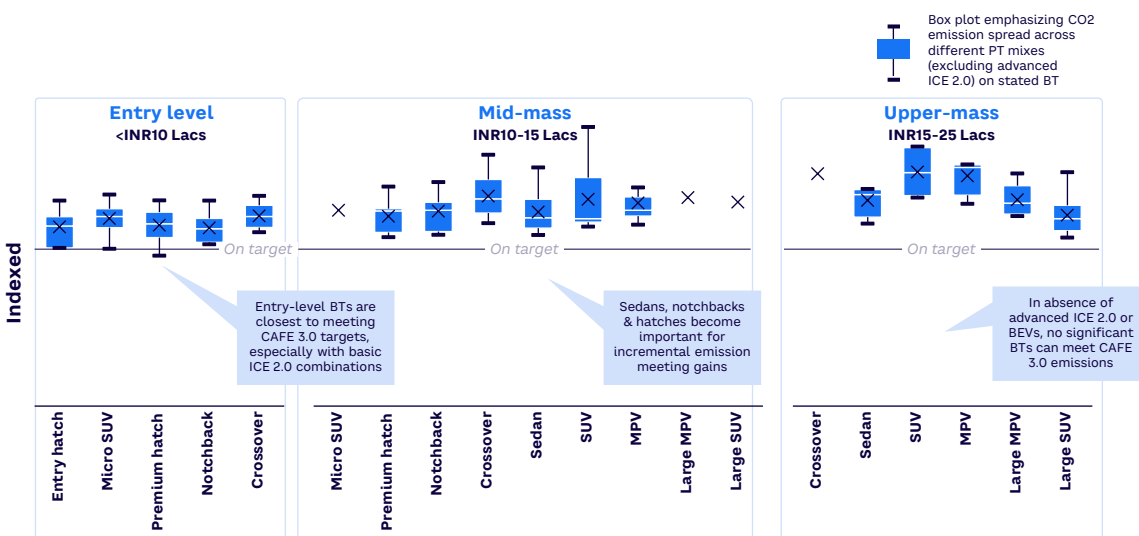 Box plot emphasizing CO2
emission spread across
different PT mixes
(excluding advanced
ICE 2.0) on stated BT
Entry level
<INR10 Lacs
Mid-mass
INR10-15 Lacs
Upper-mass
INR15-25 Lacs
Indexed
On target
On target
On target
Entry-level BTs are
closest to meeting
CAFE 3.0 targets,
especially with basic
ICE 2.0 combinations
Sedans, notchbacks
& hatches become
important for
incremental emission
meeting gains
In absence of
advanced ICE 2.0 or
BEVs, no significant
BTs can meet CAFE
3.0 emissions
Entry hatch
Micro SUV
Premium hatch
Notchback
Crossover
Micro SUV
Premium hatch
Notchback
Crossover
Sedan
SUV
MPV
Large MPV
Large SUV
Crossover
Sedan
SUV
MPV
Large MPV
Large SUV